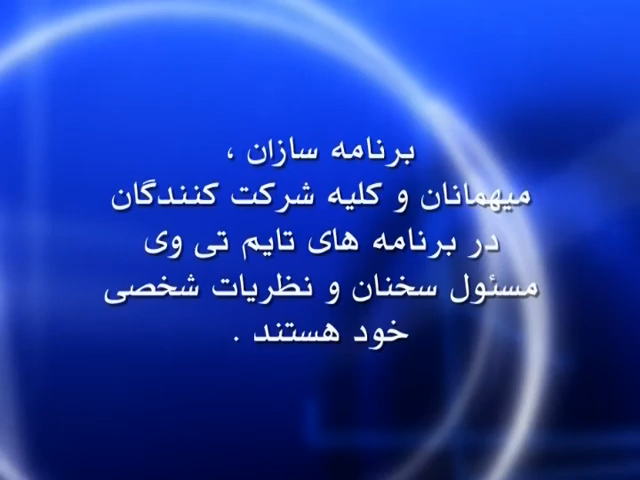 برنامه سازان ،
میهمانان و کلیه شرکت کنندگان
در برنامه های تایم تی وی
مسئول سخنان و نظریات شخصی
خود هستند .